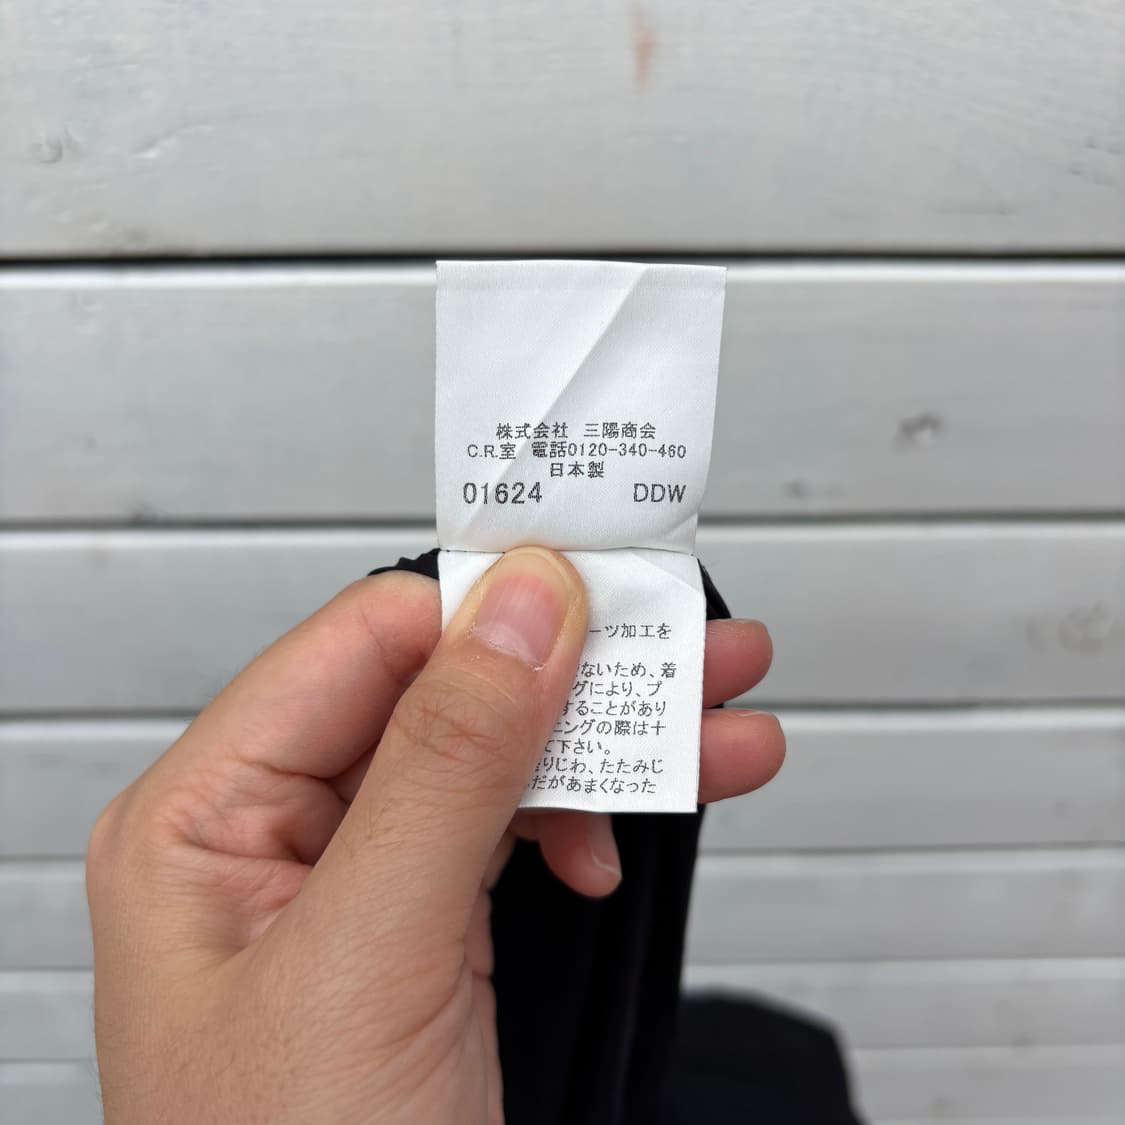 株式会社 三陽商会
C.R.室 電話0120-340-460
日本製
01624 DDW
ーツ加工を
ないため、着
グにより、プ
することがあり
ニングの際は十
て下さい。
りじわ、たたみじ
だがあまくなった